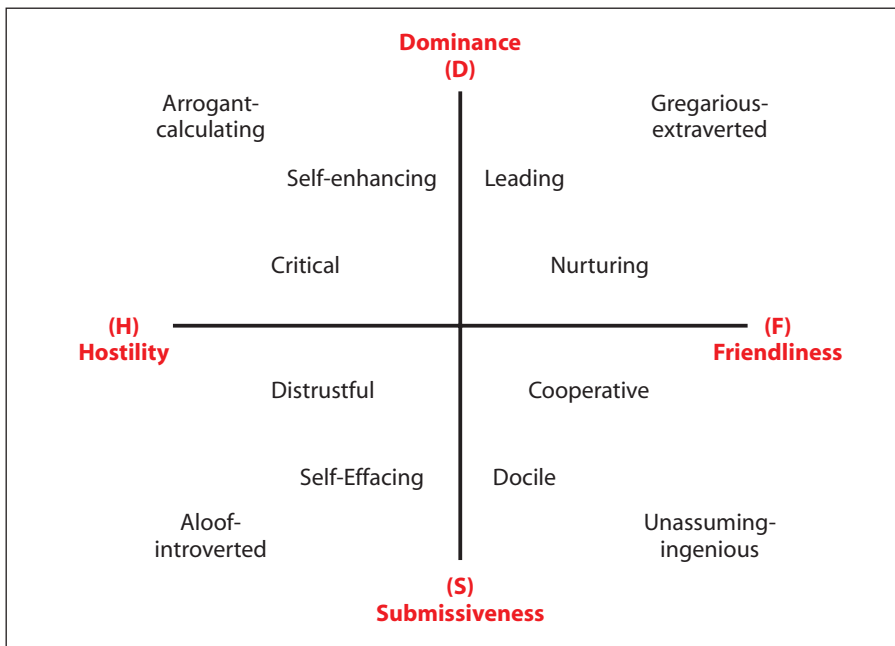 Dominance
(D)
Arrogant-
calculating
Gregarious-
extraverted
Self-enhancing
Leading
Critical
Nurturing
(H)
Hostility
(F)
Friendliness
Distrustful
Cooperative
Self-Effacing
Docile
Aloof-
introverted
Unassuming-
ingenious
(S)
Submissiveness